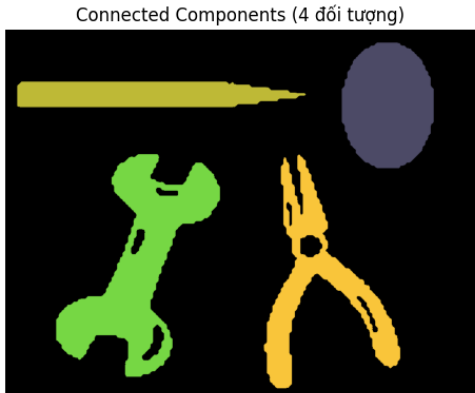 Connected Components (4 đối tượng)